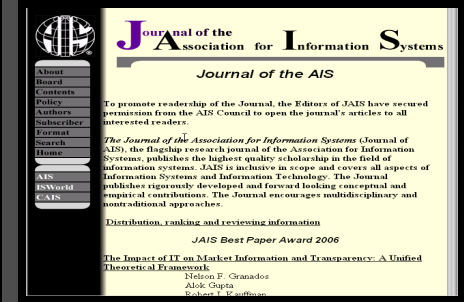 Journal of the
Association for Information Systems
About
Board
Contents
Policy
Authors
Subscriber
Format
Search
Home
AIS
ISWorld
CAIS
Journal of the AIS
To promote readership of the Journal, the Editors of JAIS have secured
permission from the AIS Council to open the journal's articles to all
interested readers.
The Journal of the Association for Information Systems (Journal of
AIS), the flagship research journal of the Association for Information
Systems, publishes the highest quality scholarship in the field of
information systems. JAIS is inclusive in scope and covers all aspects of
Information Systems and Information Technology. The Journal
publishes rigorously developed and forward looking conceptual and
empirical contributions. The Journal encourages multidisciplinary and
nontraditional approaches.
Distribution, ranking and reviewing information
JAIS Best Paper Award 2006
The Impact of IT on Market Information and Transparency: A Unified
Theoretical Framework
Nelson F. Granados
Alok Gupta
Robert J. Kauffman